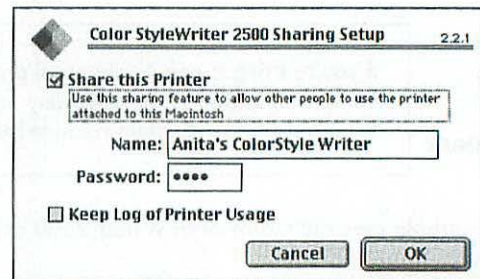 Color StyleWriter 2500 Sharing Setup 2.2.1
Share this Printer
Use this sharing feature to allow other people to use the printer
attached to this Macintosh
Name: Anita's ColorStyle Writer
Password: ••••
Keep Log of Printer Usage
Cancel OK